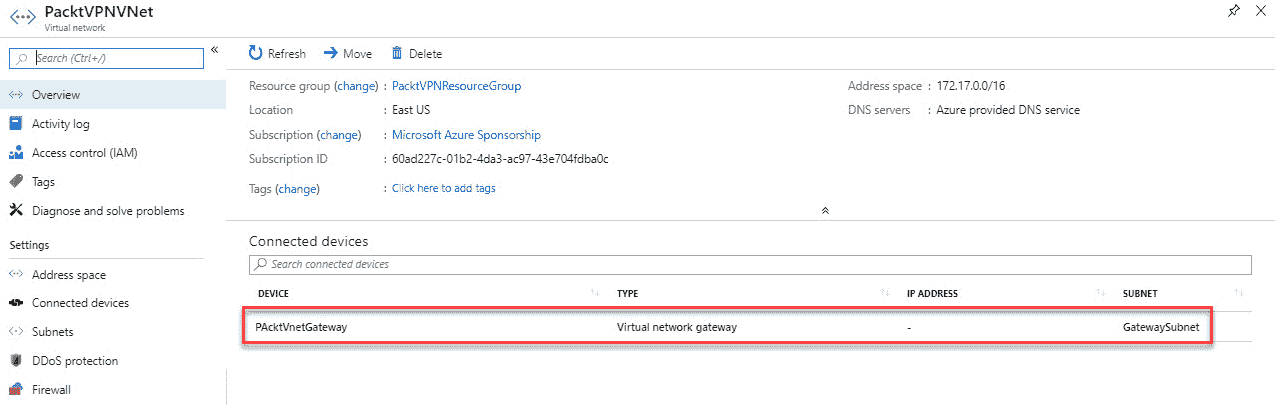 PacktVPNVNet
Virtual network
Search (Ctrl+/)
«
Overview
Activity log
Access control (IAM)
Tags
Diagnose and solve problems
Settings
Address space
Connected devices
Subnets
DDoS protection
Firewall
Refresh Move Delete
Resource group (change) : PacktVPNResourceGroup
Location : East US
Subscription (change) : Microsoft Azure Sponsorship
Subscription ID : 60ad227c-01b2-4da3-ac97-43e704fdba0c
Tags (change) : Click here to add tags
Address space : 172.17.0.0/16
DNS servers : Azure provided DNS service
Connected devices
Search connected devices
DEVICE TYPE IP ADDRESS SUBNET
PAcktVnetGateway Virtual network gateway - GatewaySubnet